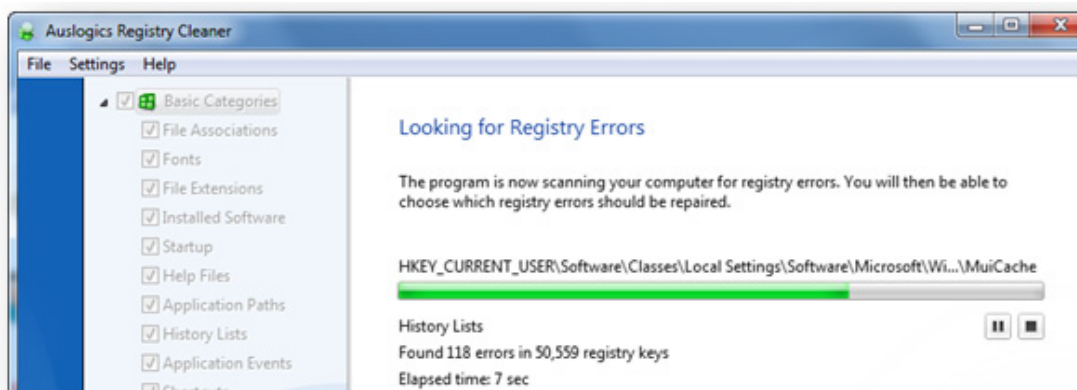 Auslogics Registry Cleaner
File Settings Help
Basic Categories
File Associations
Fonts
File Extensions
Installed Software
Startup
Help Files
Application Paths
History Lists
Application Events
Shortcuts
Looking for Registry Errors
The program is now scanning your computer for registry errors. You will then be able to
choose which registry errors should be repaired.
HKEY_CURRENT_USER\Software\Classes\Local Settings\Software\Microsoft\Wi...\MuiCache
History Lists
Found 118 errors in 50,559 registry keys
Elapsed time: 7 sec